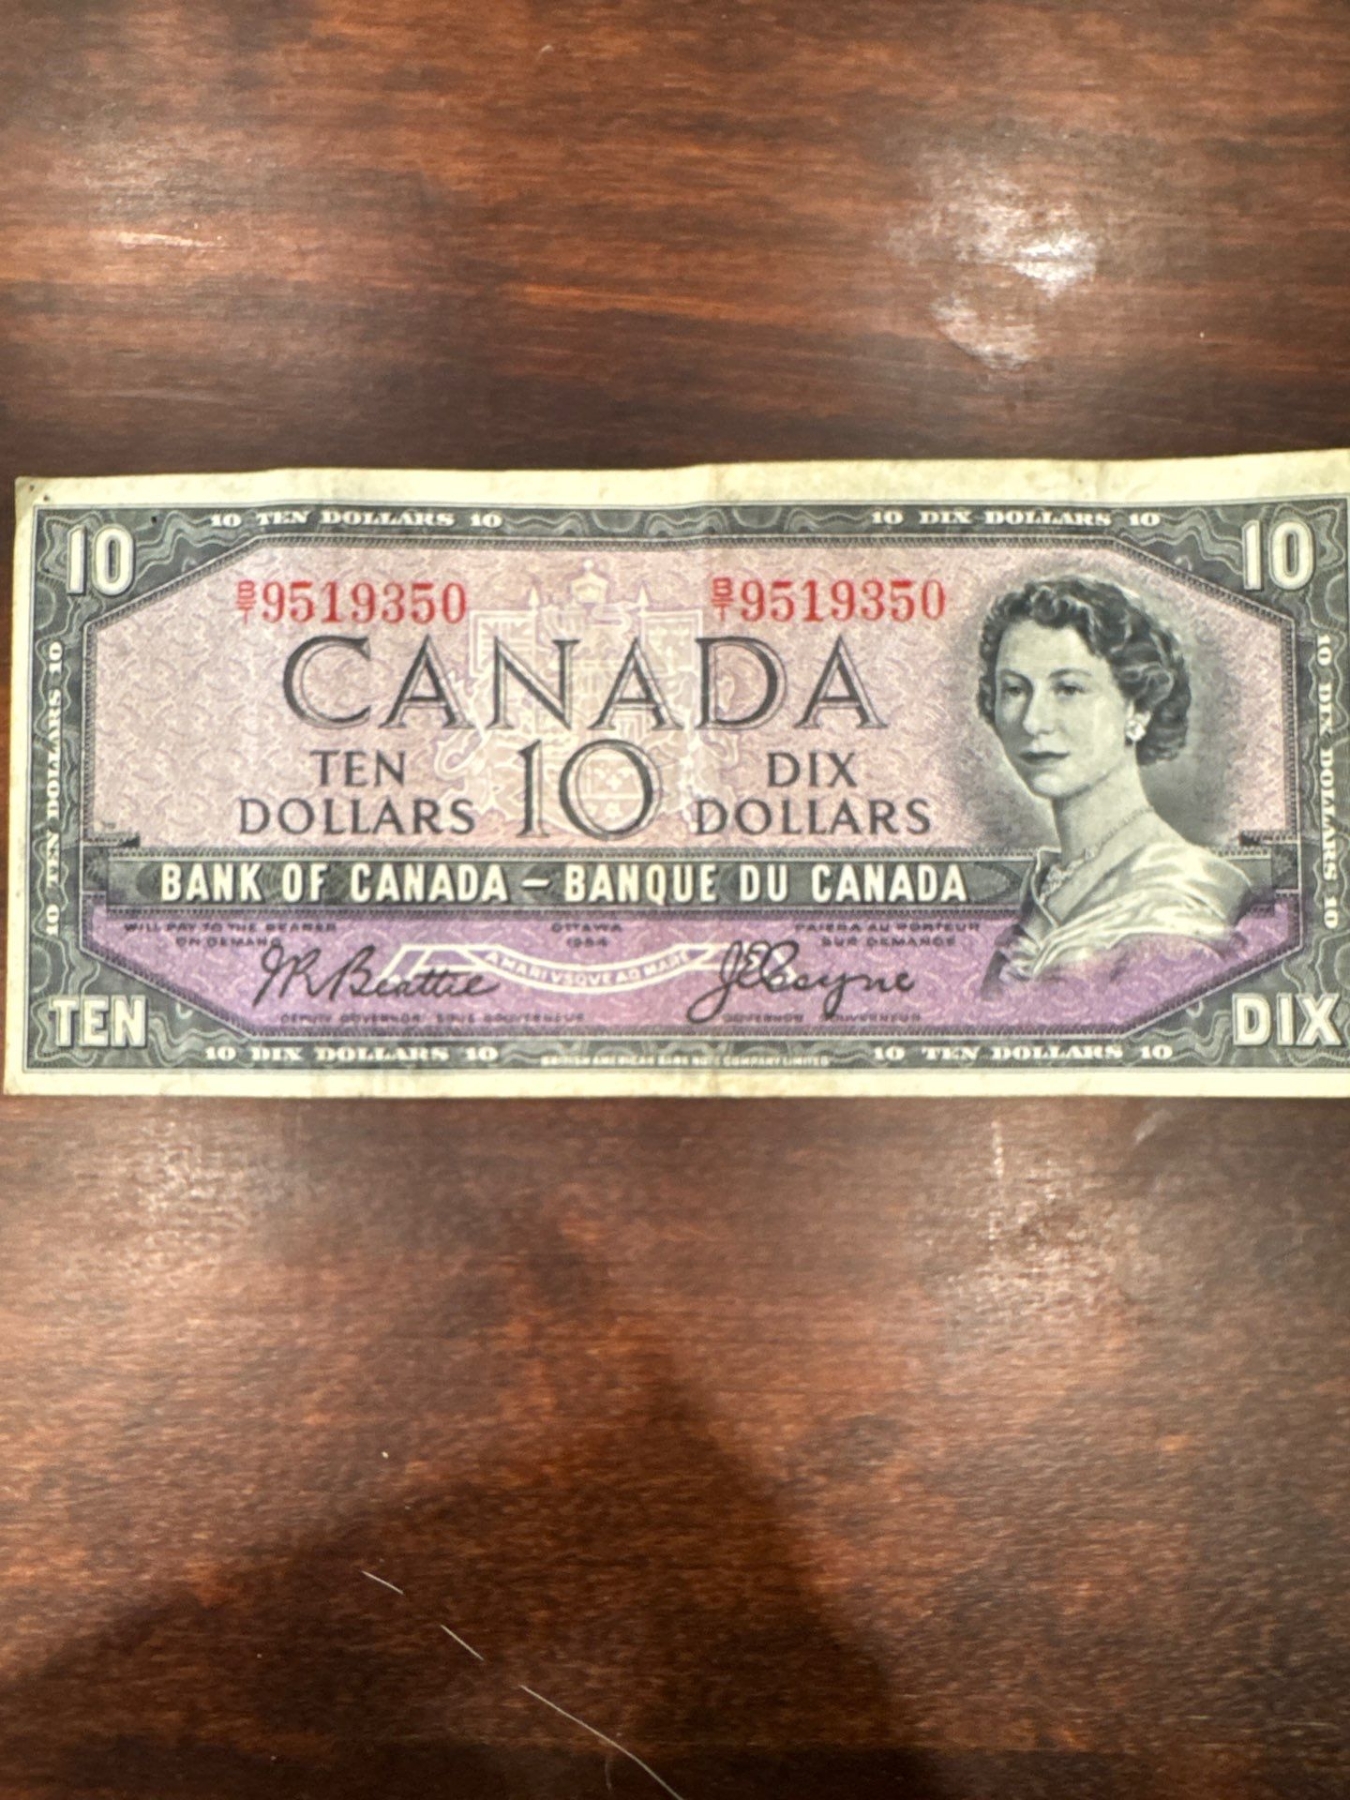 10 TEN DOLLARS 10
10 DIX DOLLARS 10
10
10
B/T 9519350
B/T 9519350
CANADA
TEN DOLLARS
10
DIX DOLLARS
10 TEN DOLLARS 10
10 DIX DOLLARS 10
BANK OF CANADA – BANQUE DU CANADA
WILL PAY TO THE BEARER
ON DEMAND
OTTAWA
1954
PAIERA AU PORTEUR
SUR DEMANDE
JRBeattie
A MARI VSQVE AD MARE
JECoyne
DEPUTY GOVERNOR SOUS-GOUVERNEUR
GOVERNOR GOUVERNEUR
TEN
DIX
10 DIX DOLLARS 10
BRITISH AMERICAN BANK NOTE COMPANY LIMITED
10 TEN DOLLARS 10